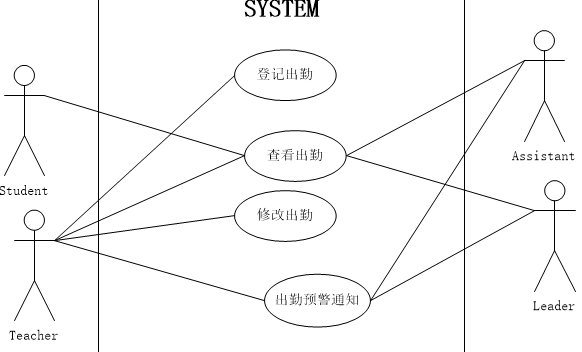 SYSTEM
登记出勤
查看出勤
Assistant
Student
修改出勤
出勤预警通知
Leader
Teacher